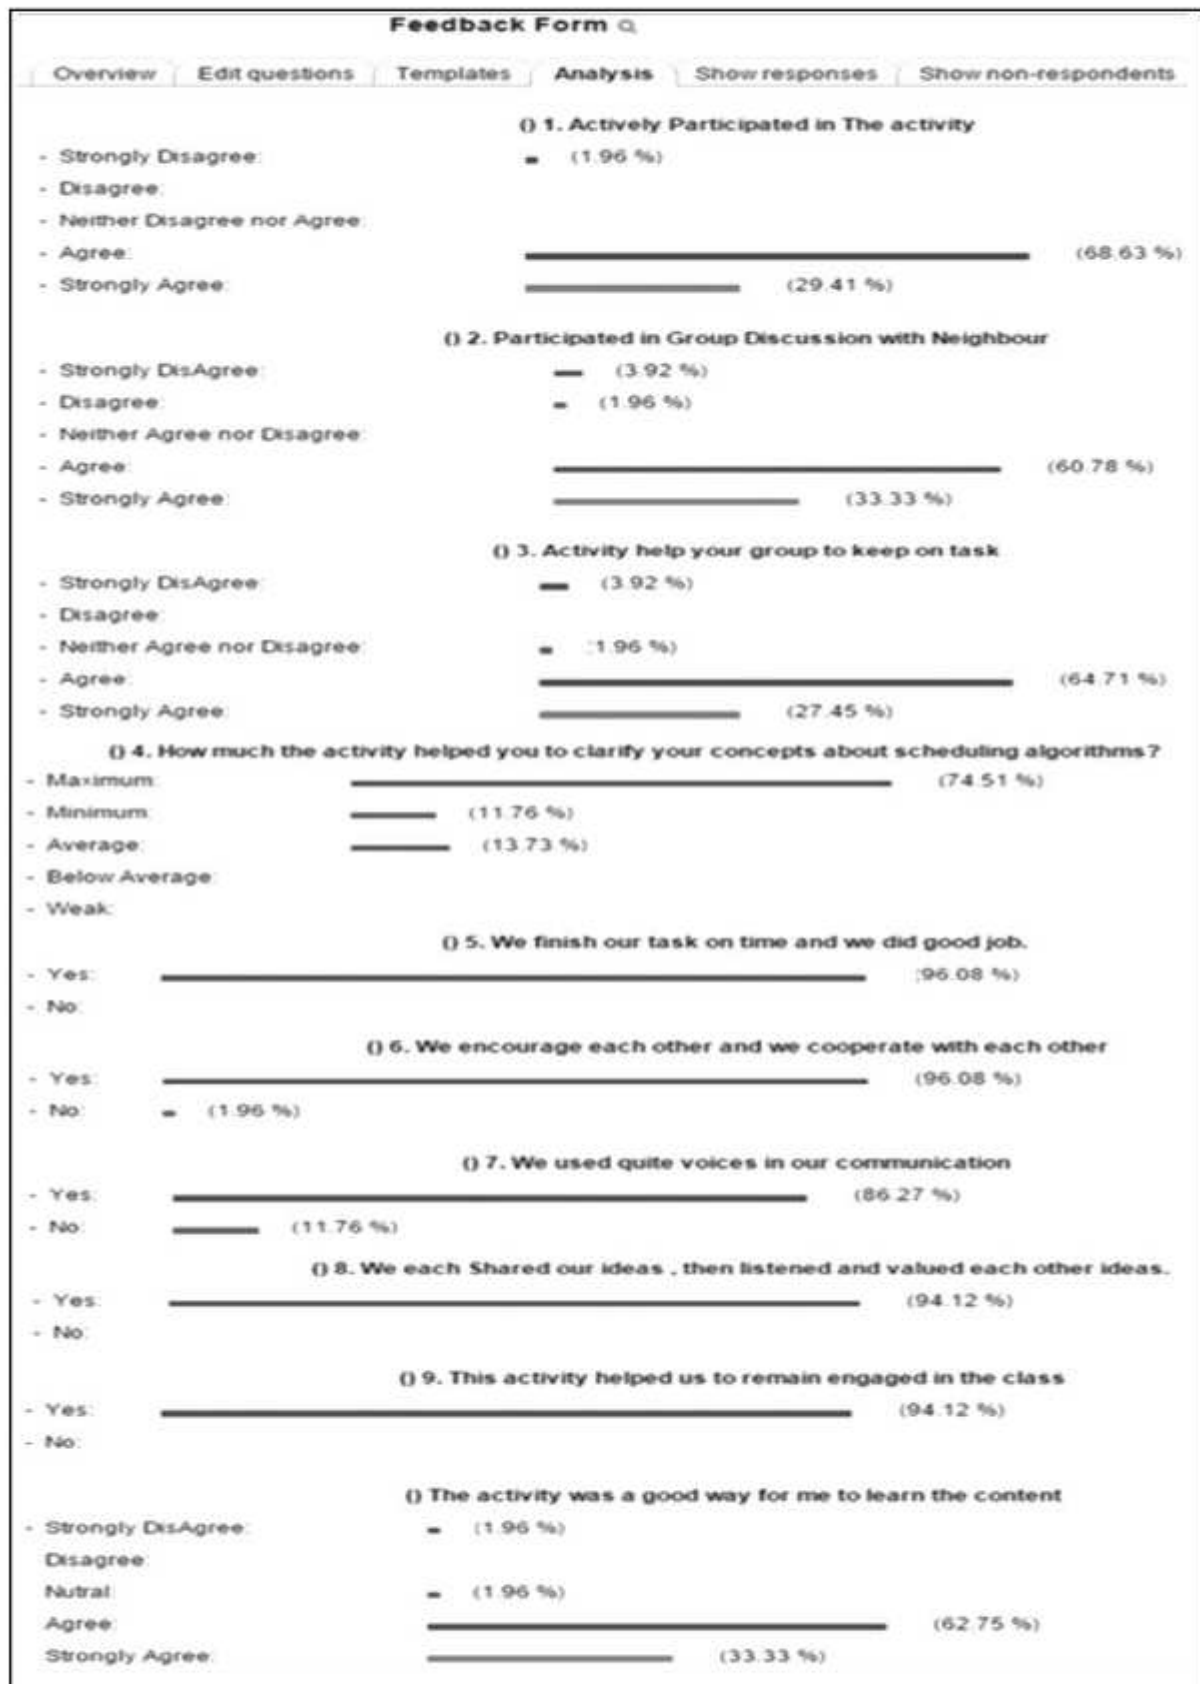 Feedback Form
Overview Edit questions Templates Analysis Show responses Show non-respondents
() 1. Actively Participated in The activity
- Strongly Disagree: (1.96 %)
- Disagree:
- Neither Disagree nor Agree:
- Agree: (68.63 %)
- Strongly Agree: (29.41 %)
() 2. Participated in Group Discussion with Neighbour
- Strongly DisAgree: (3.92 %)
- Disagree: (1.96 %)
- Neither Agree nor Disagree:
- Agree: (60.78 %)
- Strongly Agree: (33.33 %)
() 3. Activity help your group to keep on task
- Strongly DisAgree: (3.92 %)
- Disagree:
- Neither Agree nor Disagree: :1.96 %)
- Agree: (64.71 %)
- Strongly Agree: (27.45 %)
() 4. How much the activity helped you to clarify your concepts about scheduling algorithms?
- Maximum: (74.51 %)
- Minimum: (11.76 %)
- Average: (13.73 %)
- Below Average:
- Weak:
() 5. We finish our task on time and we did good job.
- Yes: :96.08 %)
- No:
() 6. We encourage each other and we cooperate with each other
- Yes: (96.08 %)
- No: (1.96 %)
() 7. We used quite voices in our communication
- Yes: (86.27 %)
- No: (11.76 %)
() 8. We each Shared our ideas , then listened and valued each other ideas.
- Yes: (94.12 %)
- No:
() 9. This activity helped us to remain engaged in the class
- Yes: (94.12 %)
- No:
() The activity was a good way for me to learn the content
- Strongly DisAgree: (1.96 %)
Disagree:
Nutral: (1.96 %)
Agree: (62.75 %)
Strongly Agree: (33.33 %)